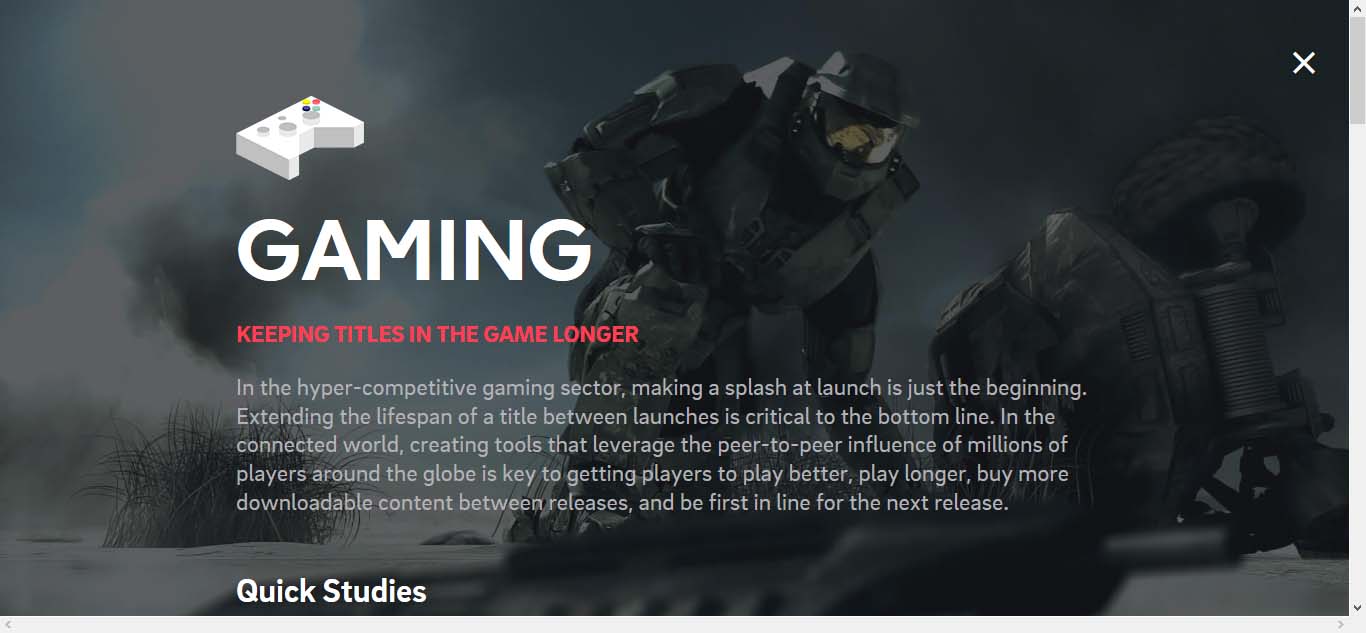 GAMING
KEEPING TITLES IN THE GAME LONGER
In the hyper-competitive gaming sector, making a splash at launch is just the beginning.
Extending the lifespan of a title between launches is critical to the bottom line. In the
connected world, creating tools that leverage the peer-to-peer influence of millions of
players around the globe is key to getting players to play better, play longer, buy more
downloadable content between releases, and be first in line for the next release.
Quick Studies